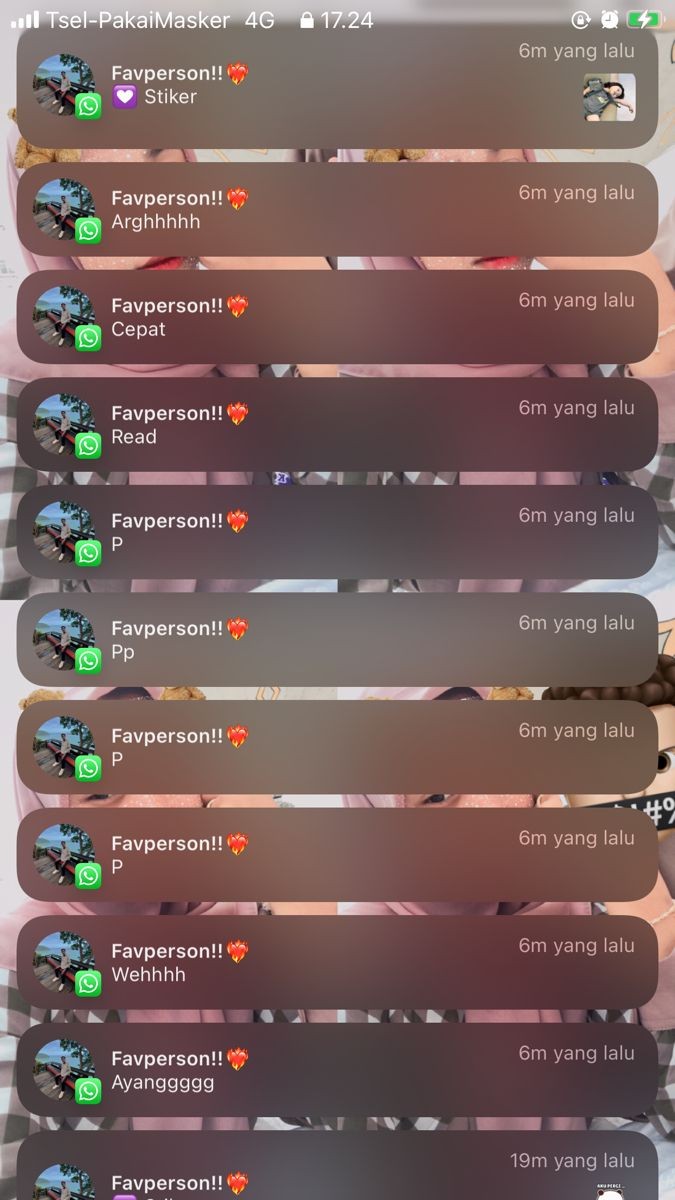 Tsel-PakaiMasker 4G 17.24
6m yang lalu
Favperson!!❤️‍🔥
💟 Stiker
6m yang lalu
Favperson!!❤️‍🔥
Arghhhhh
6m yang lalu
Favperson!!❤️‍🔥
Cepat
6m yang lalu
Favperson!!❤️‍🔥
Read
6m yang lalu
Favperson!!❤️‍🔥
P
6m yang lalu
Favperson!!❤️‍🔥
Pp
6m yang lalu
Favperson!!❤️‍🔥
P
6m yang lalu
Favperson!!❤️‍🔥
P
6m yang lalu
Favperson!!❤️‍🔥
Wehhhh
6m yang lalu
Favperson!!❤️‍🔥
Ayanggggg
19m yang lalu
Favperson!!❤️‍🔥
AKU PERGI ...